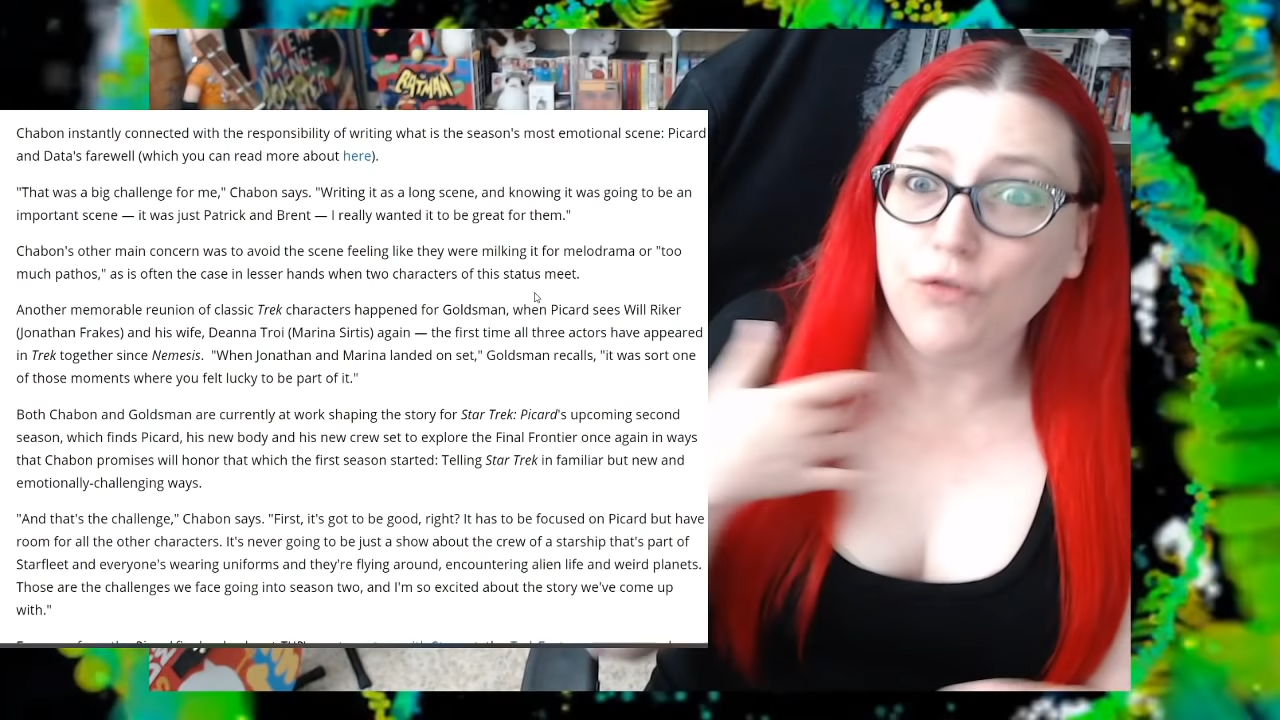 BATMAN
Chabon instantly connected with the responsibility of writing what is the season's most emotional scene: Picard
and Data's farewell (which you can read more about here).
"That was a big challenge for me," Chabon says. "Writing it as a long scene, and knowing it was going to be an
important scene — it was just Patrick and Brent — I really wanted it to be great for them."
Chabon's other main concern was to avoid the scene feeling like they were milking it for melodrama or "too
much pathos," as is often the case in lesser hands when two characters of this status meet.
Another memorable reunion of classic Trek characters happened for Goldsman, when Picard sees Will Riker
(Jonathan Frakes) and his wife, Deanna Troi (Marina Sirtis) again — the first time all three actors have appeared
in Trek together since Nemesis. "When Jonathan and Marina landed on set," Goldsman recalls, "it was sort one
of those moments where you felt lucky to be part of it."
Both Chabon and Goldsman are currently at work shaping the story for Star Trek: Picard's upcoming second
season, which finds Picard, his new body and his new crew set to explore the Final Frontier once again in ways
that Chabon promises will honor that which the first season started: Telling Star Trek in familiar but new and
emotionally-challenging ways.
"And that's the challenge," Chabon says. "First, it's got to be good, right? It has to be focused on Picard but have
room for all the other characters. It's never going to be just a show about the crew of a starship that's part of
Starfleet and everyone's wearing uniforms and they're flying around, encountering alien life and weird planets.
Those are the challenges we face going into season two, and I'm so excited about the story we've come up
with."